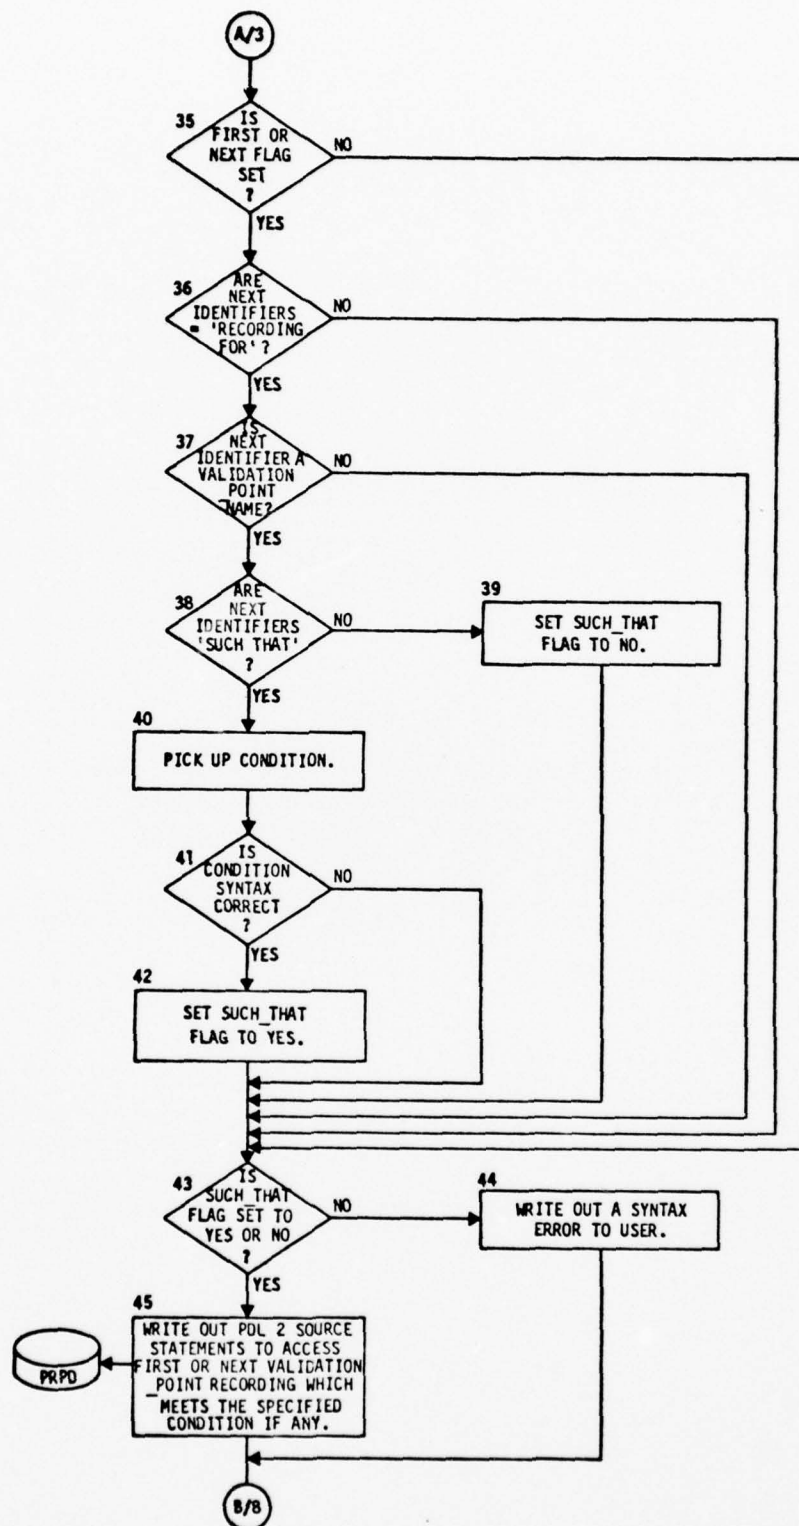 A/3
35
IS
FIRST OR
NEXT FLAG
SET
?
NO
YES
36
ARE
NEXT
IDENTIFIERS
= 'RECORDING
FOR' ?
NO
YES
37
IS
NEXT
IDENTIFIER A
VALIDATION
POINT
_NAME?
NO
YES
38
ARE
NEXT
IDENTIFIERS
'SUCH THAT'
?
NO
YES
39
SET SUCH_THAT
FLAG TO NO.
40
PICK UP CONDITION.
41
IS
CONDITION
SYNTAX
CORRECT
?
NO
YES
42
SET SUCH_THAT
FLAG TO YES.
43
IS
SUCH_THAT
FLAG SET TO
YES OR NO
?
NO
YES
44
WRITE OUT A SYNTAX
ERROR TO USER.
45
WRITE OUT PDL 2 SOURCE
STATEMENTS TO ACCESS
FIRST OR NEXT VALIDATION
_POINT RECORDING WHICH
MEETS THE SPECIFIED
CONDITION IF ANY.
PRPD
B/8